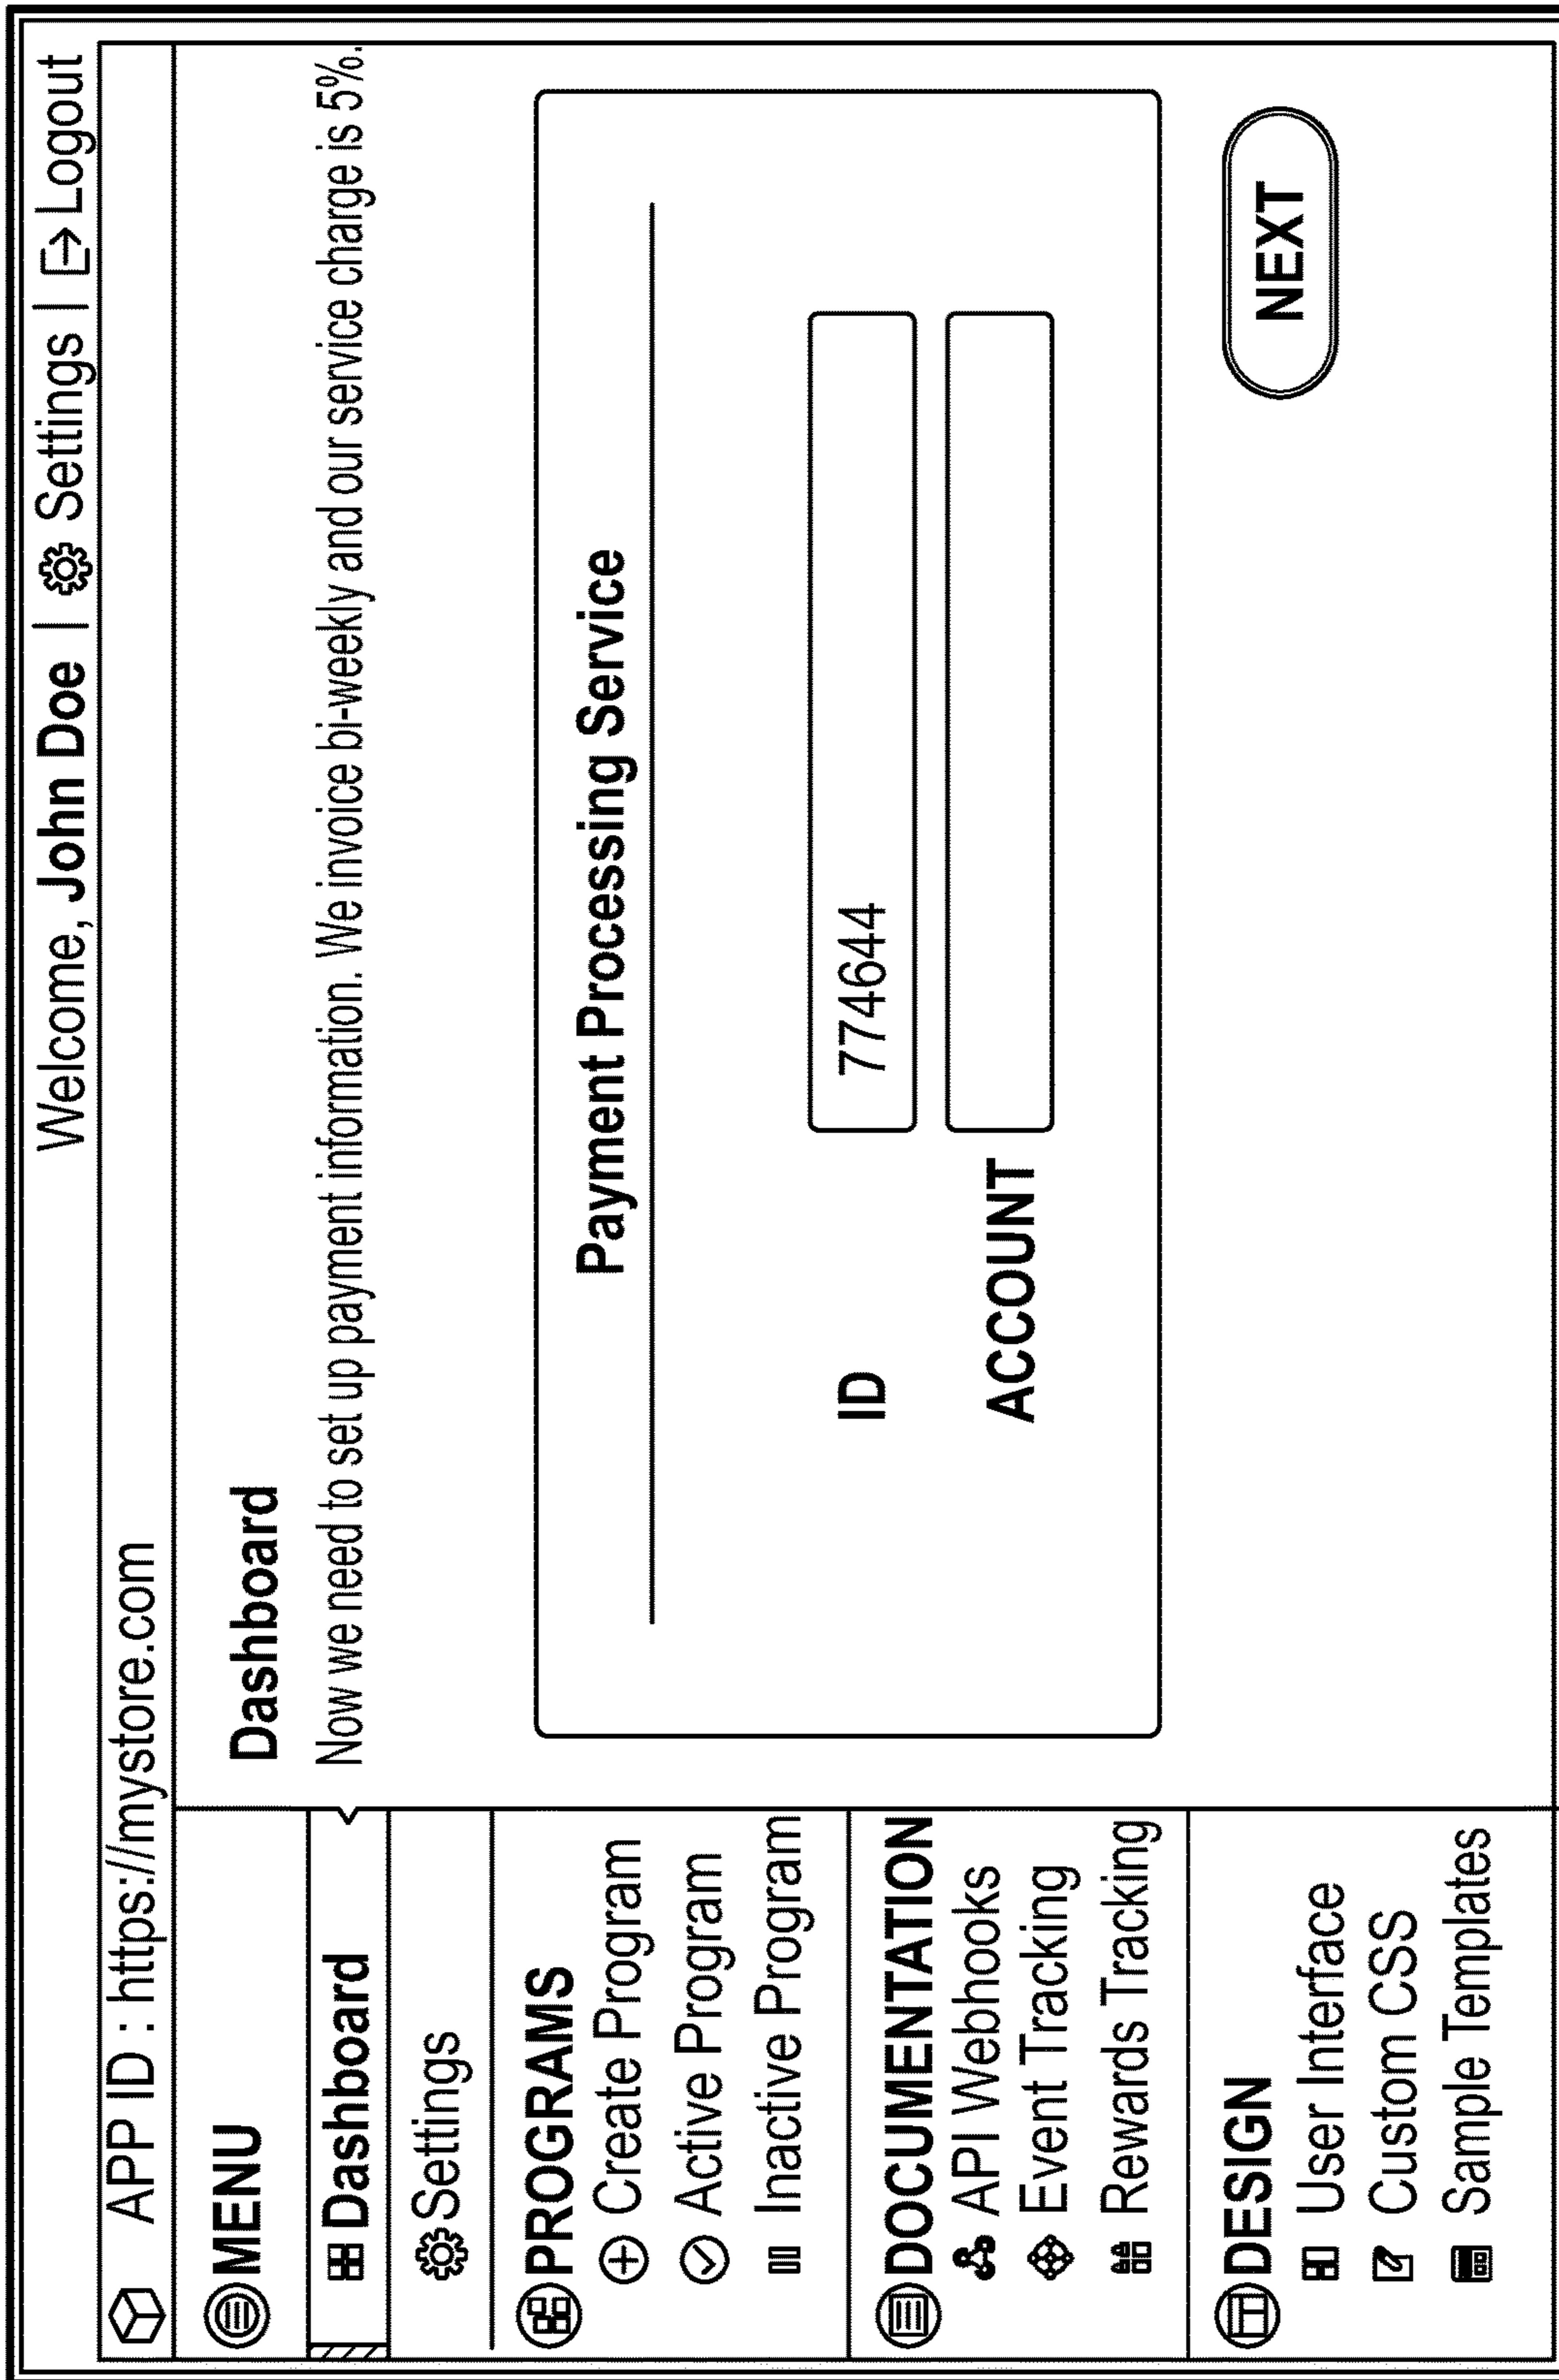 Welcome, John Doe | Settings | Logout
APP ID : https://mystore.com
MENU
Dashboard
Settings
PROGRAMS
Create Program
Active Program
Inactive Program
DOCUMENTATION
API Webhooks
Event Tracking
Rewards Tracking
DESIGN
User Interface
Custom CSS
Sample Templates
Dashboard
Now we need to set up payment information. We invoice bi-weekly and our service charge is 5%.
Payment Processing Service
ID 774644
ACCOUNT
NEXT